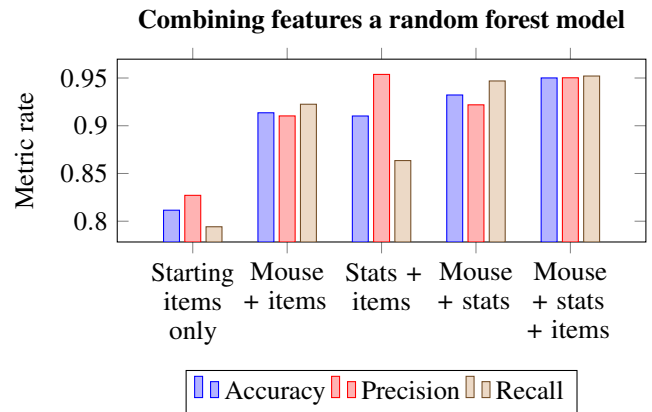 Combining features a random forest model
Metric rate
0.95
0.9
0.85
0.8
Starting
items
only
Mouse
+ items
Stats +
items
Mouse
+ stats
Mouse
+ stats
+ items
Accuracy Precision Recall